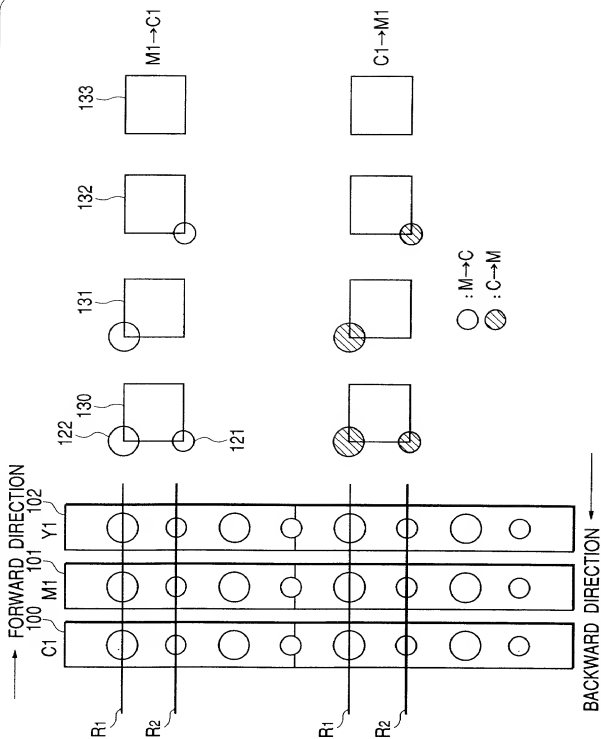 → FORWARD DIRECTION
C1
100
M1
101
Y1
102
R1
R2
R1
R2
122
121
130
131
132
133
M1→C1
C1→M1
: M→C
: C→M
← BACKWARD DIRECTION